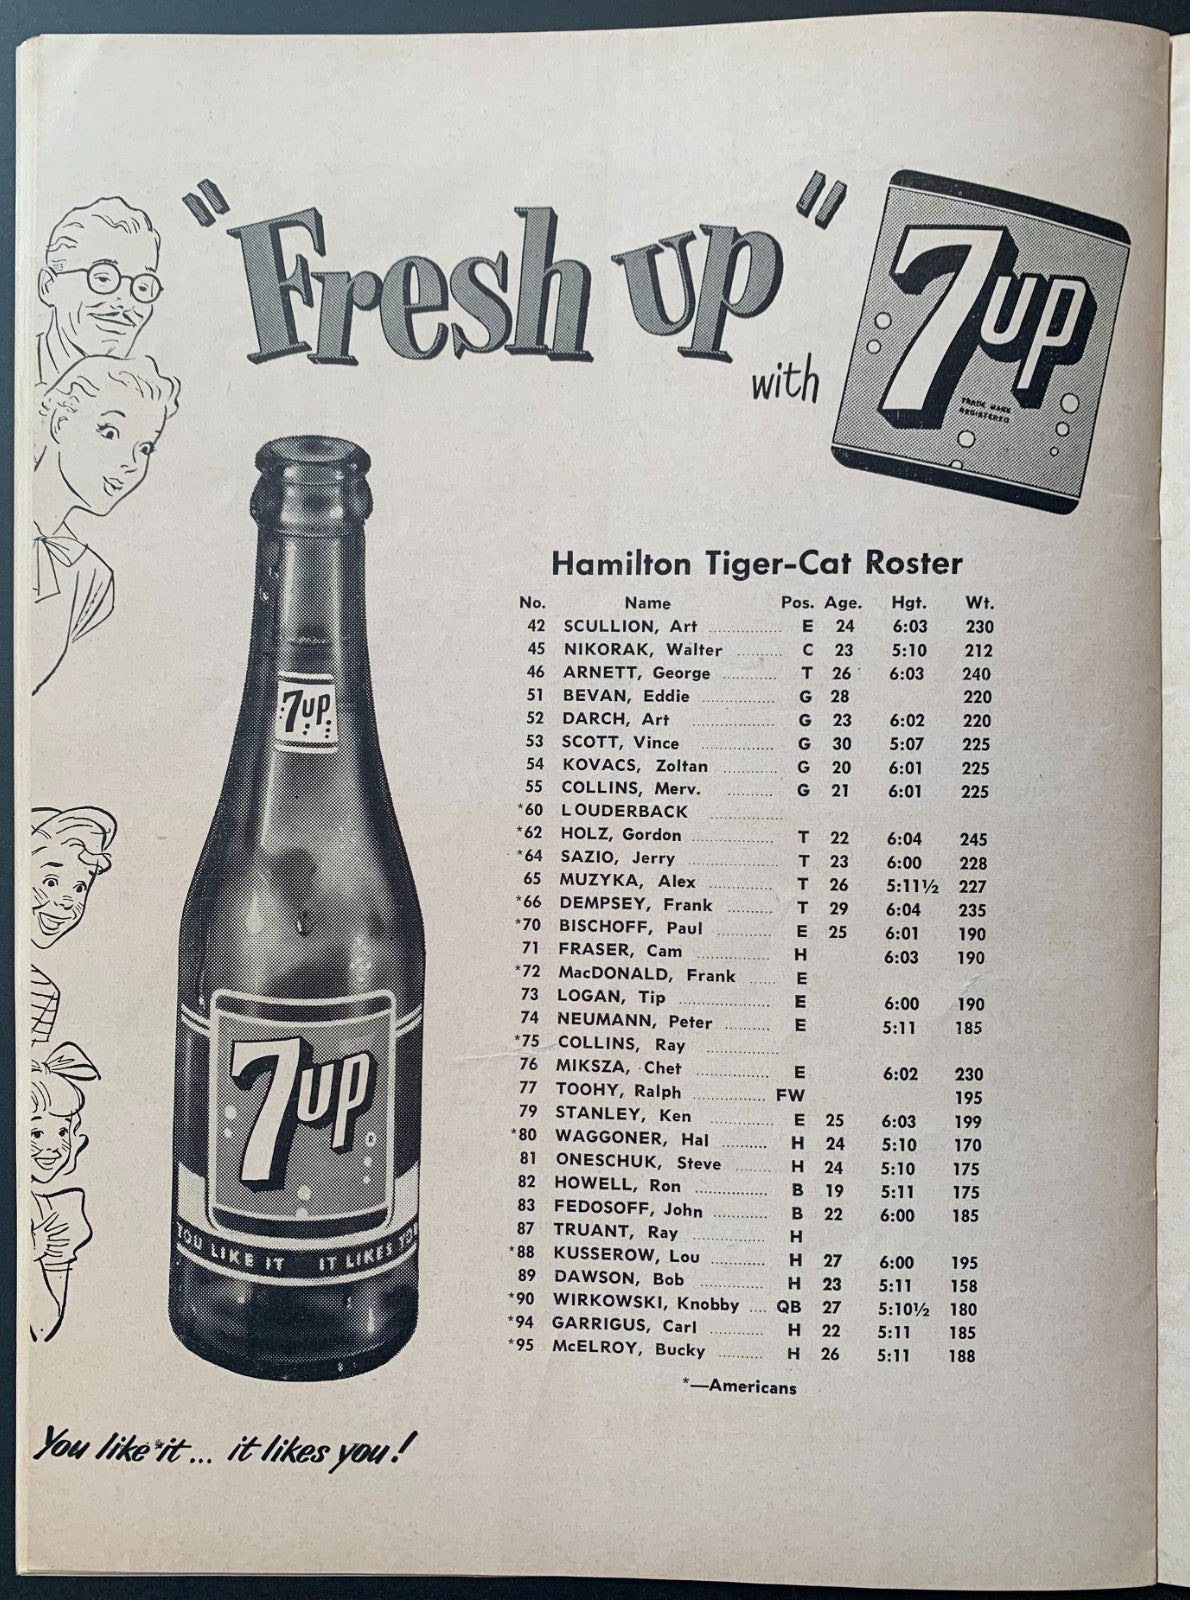 "Fresh up"
with
7up
TRADE MARK
REGISTERED
7up
7up
YOU LIKE IT IT LIKES YOU
Hamilton Tiger-Cat Roster
No. Name Pos. Age. Hgt. Wt.
42 SCULLION, Art E 24 6:03 230
45 NIKORAK, Walter C 23 5:10 212
46 ARNETT, George T 26 6:03 240
51 BEVAN, Eddie G 28 220
52 DARCH, Art G 23 6:02 220
53 SCOTT, Vince G 30 5:07 225
54 KOVACS, Zoltan G 20 6:01 225
55 COLLINS, Merv. G 21 6:01 225
*60 LOUDERBACK
*62 HOLZ, Gordon T 22 6:04 245
*64 SAZIO, Jerry T 23 6:00 228
65 MUZYKA, Alex T 26 5:11½ 227
*66 DEMPSEY, Frank T 29 6:04 235
*70 BISCHOFF, Paul E 25 6:01 190
71 FRASER, Cam H 6:03 190
*72 MacDONALD, Frank E
73 LOGAN, Tip E 6:00 190
74 NEUMANN, Peter E 5:11 185
*75 COLLINS, Ray
76 MIKSZA, Chet E 6:02 230
77 TOOHY, Ralph FW 195
79 STANLEY, Ken E 25 6:03 199
*80 WAGGONER, Hal H 24 5:10 170
81 ONESCHUK, Steve H 24 5:10 175
82 HOWELL, Ron B 19 5:11 175
83 FEDOSOFF, John B 22 6:00 185
87 TRUANT, Ray H
*88 KUSSEROW, Lou H 27 6:00 195
89 DAWSON, Bob H 23 5:11 158
*90 WIRKOWSKI, Knobby QB 27 5:10½ 180
*94 GARRIGUS, Carl H 22 5:11 185
*95 McELROY, Bucky H 26 5:11 188
*—Americans
You like it... it likes you!